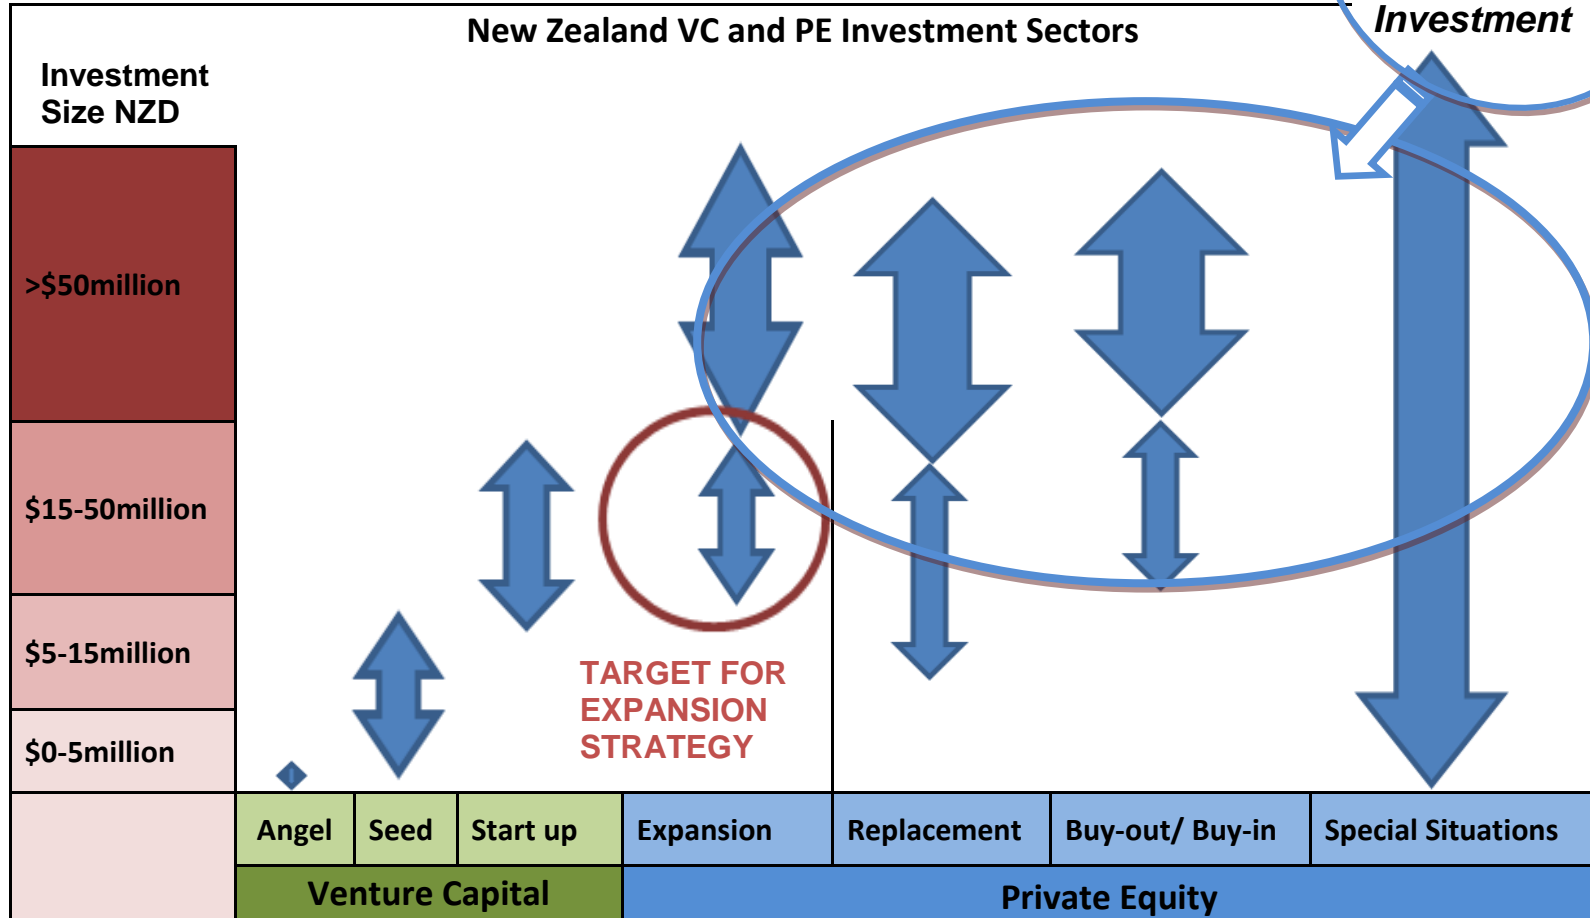 New Zealand VC and PE Investment Sectors
Investment
Investment
Size NZD
>$50million
$15-50million
$5-15million
$0-5million
TARGET FOR
EXPANSION
STRATEGY
Angel
Seed
Start up
Expansion
Replacement
Buy-out/ Buy-in
Special Situations
Venture Capital
Private Equity